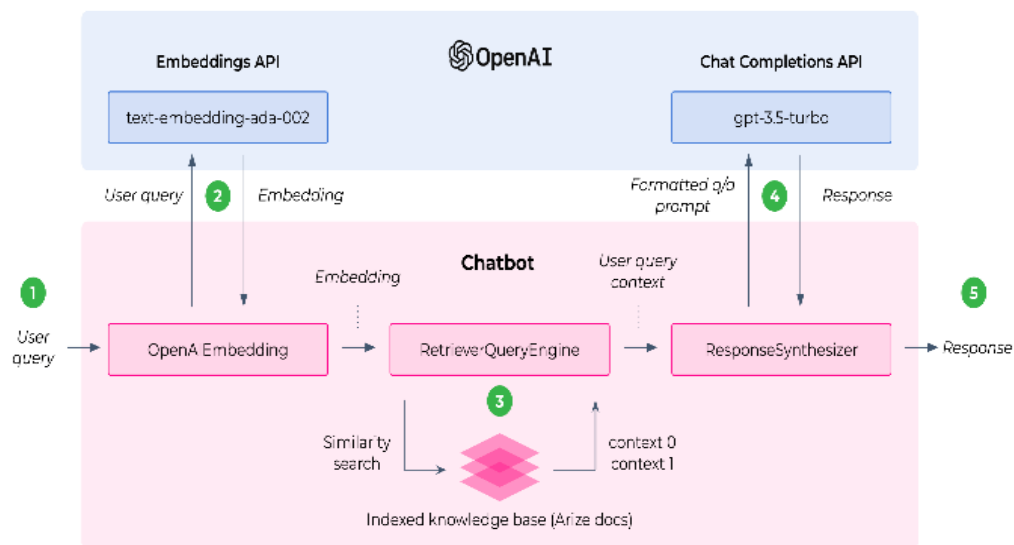 OpenAI
Embeddings API
Chat Completions API
text-embedding-ada-002
gpt-3.5-turbo
User query
2
Embedding
Formatted q/a
prompt
4
Response
Chatbot
1
User
query
Embedding
User query
context
5
OpenA Embedding
RetrieverQueryEngine
ResponseSynthesizer
Response
3
Similarity
search
context 0
context 1
Indexed knowledge base (Arize docs)